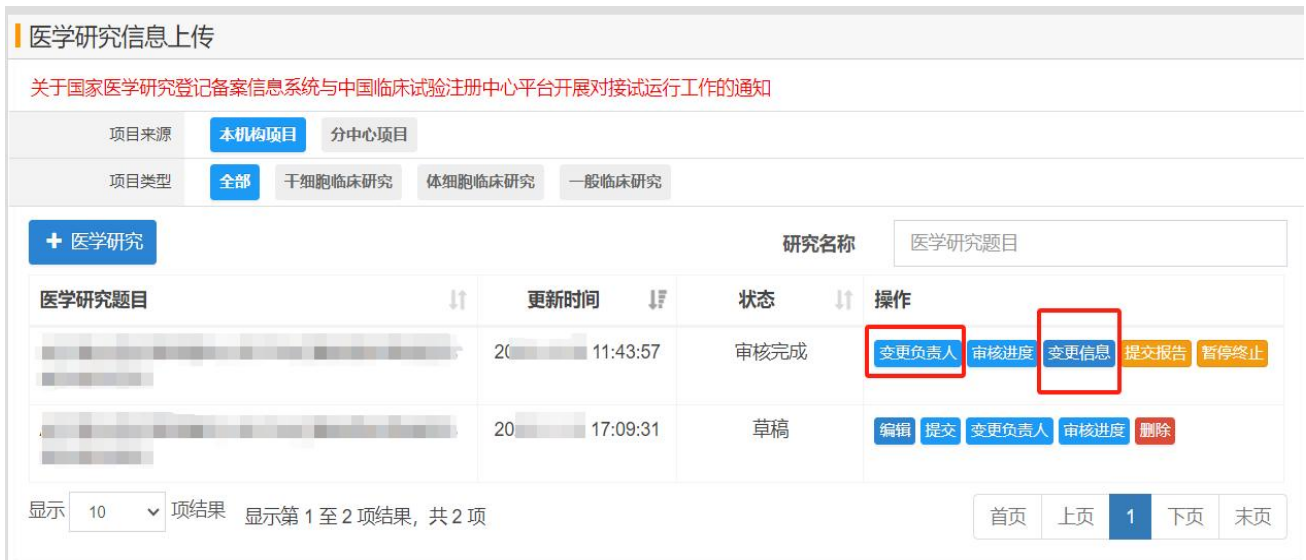 医学研究信息上传
关于国家医学研究登记备案信息系统与中国临床试验注册中心平台开展对接试运行工作的通知
项目来源 本机构项目 分中心项目
项目类型 全部 干细胞临床研究 体细胞临床研究 一般临床研究
+ 医学研究 研究名称 医学研究题目
医学研究题目 更新时间 状态 操作
20 11:43:57 审核完成 变更负责人 审核进度 变更信息 提交报告 暂停终止
20 17:09:31 草稿 编辑 提交 变更负责人 审核进度 删除
显示 10 项结果 显示第 1 至 2 项结果，共 2 项 首页 上页 1 下页 末页